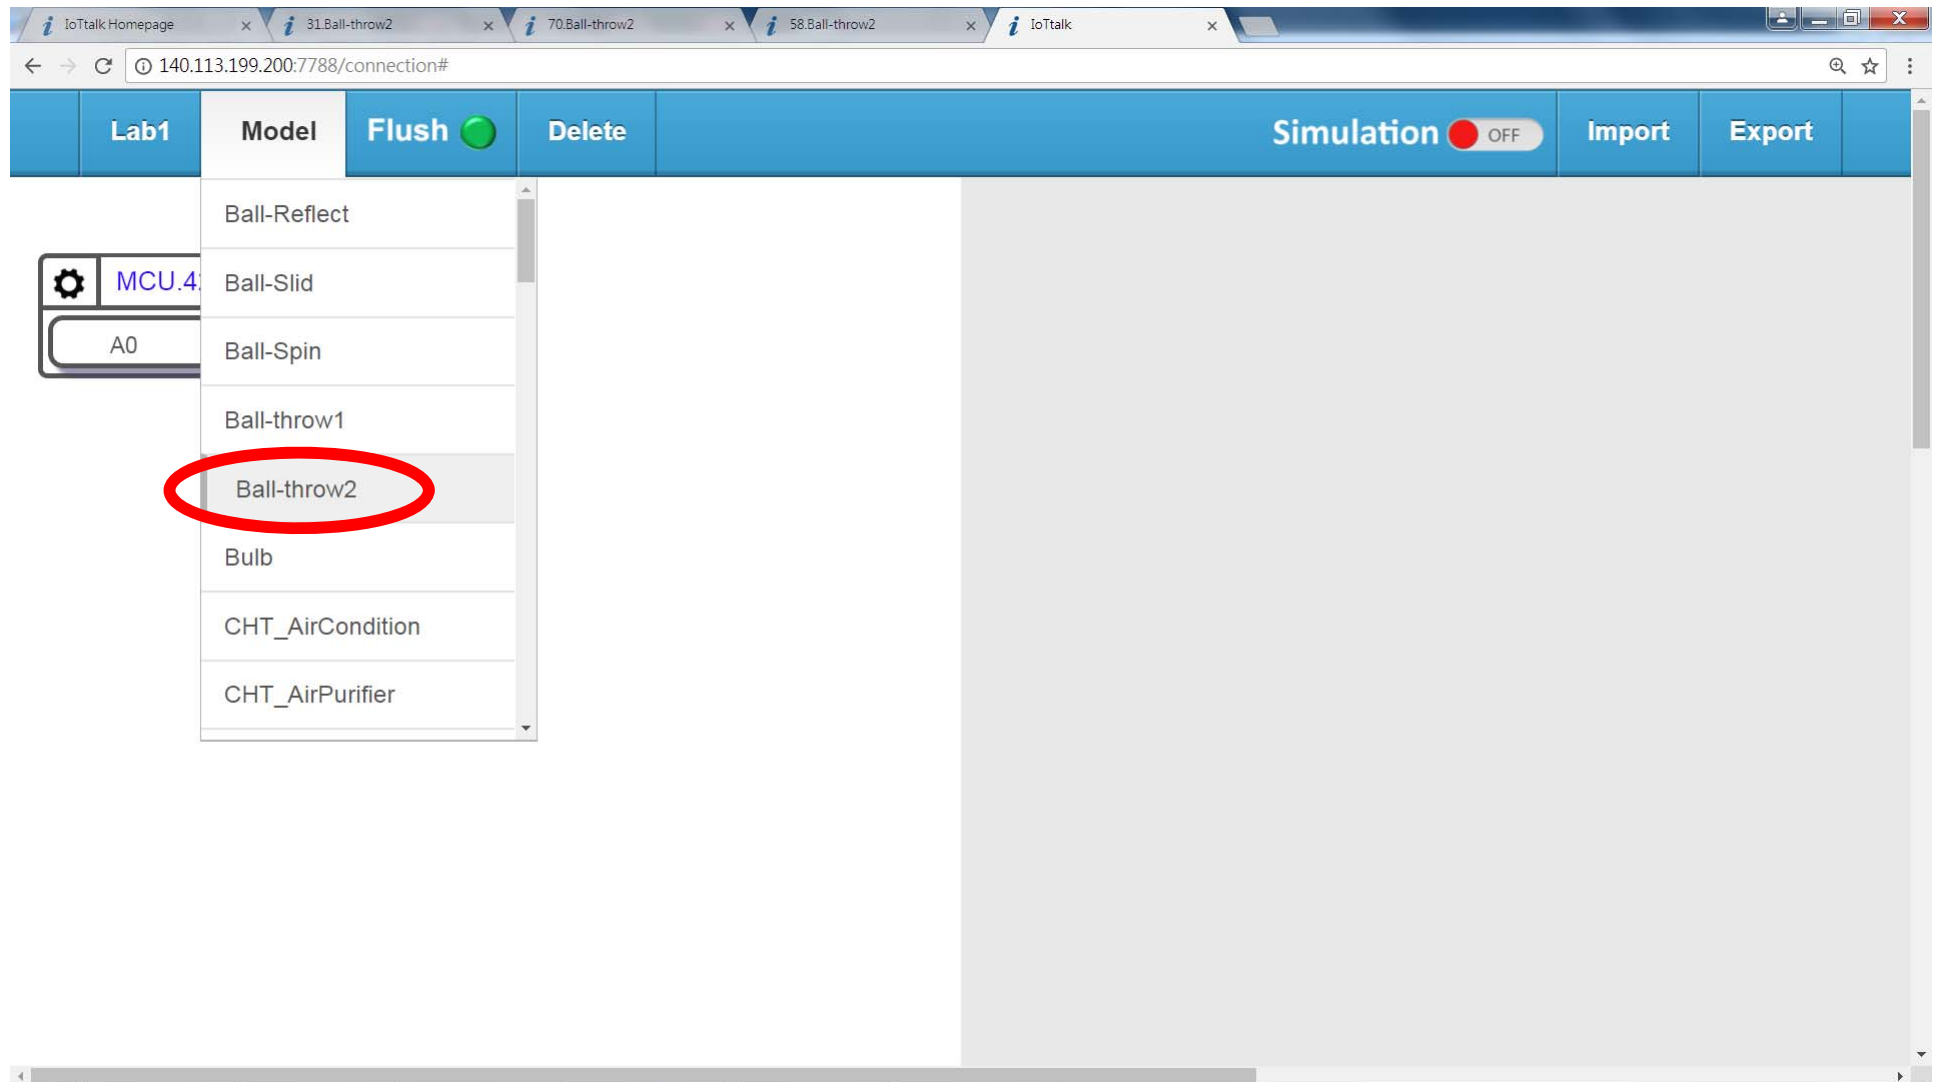 IoTtalk Homepage
31.Ball-throw2
70.Ball-throw2
58.Ball-throw2
IoTtalk
140.113.199.200:7788/connection#
Lab1
Model
Flush
Delete
Simulation
OFF
Import
Export
Ball-Reflect
MCU.4
Ball-Slid
A0
Ball-Spin
Ball-throw1
Ball-throw2
Bulb
CHT_AirCondition
CHT_AirPurifier